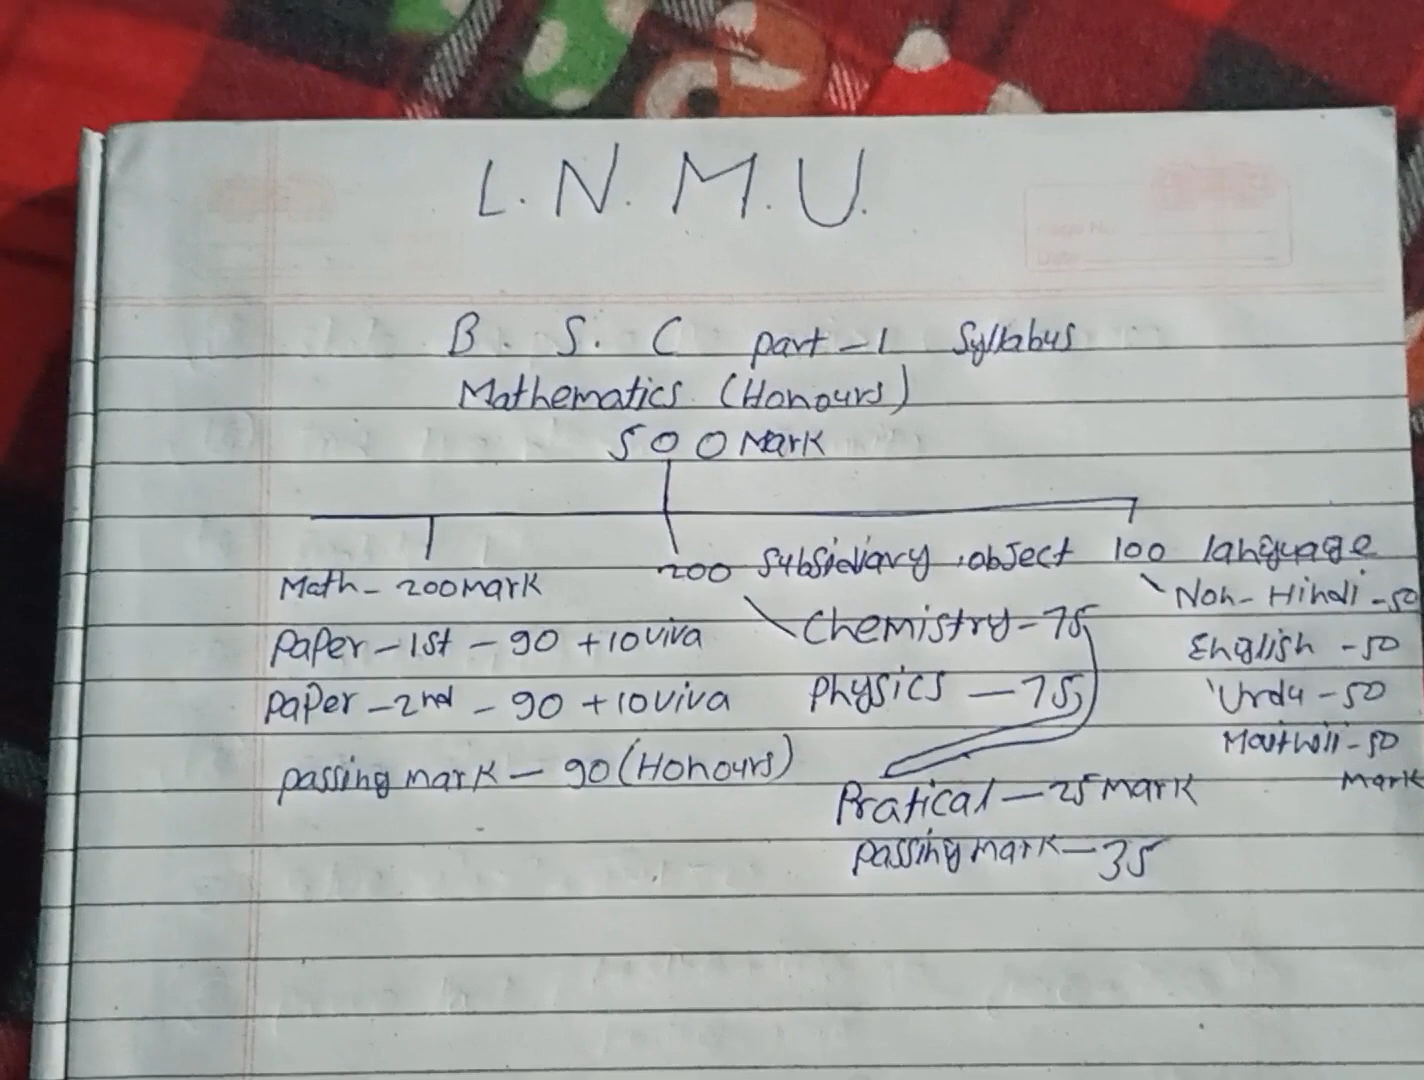 L. N. M. U.
B. S. C part-1 Syllabus
Mathematics (Honours)
500 Mark
Math - 200 mark
Paper - 1st - 90 + 10 viva
Paper - 2nd - 90 + 10 viva
passing mark - 90 (Honours)
200 Subsidiary object
Chemistry - 75
Physics - 75
Pratical - 25 mark
passing mark - 35
100 language
Non-Hindi - 50
English - 50
Urdu - 50
Maithili - 50
Mark